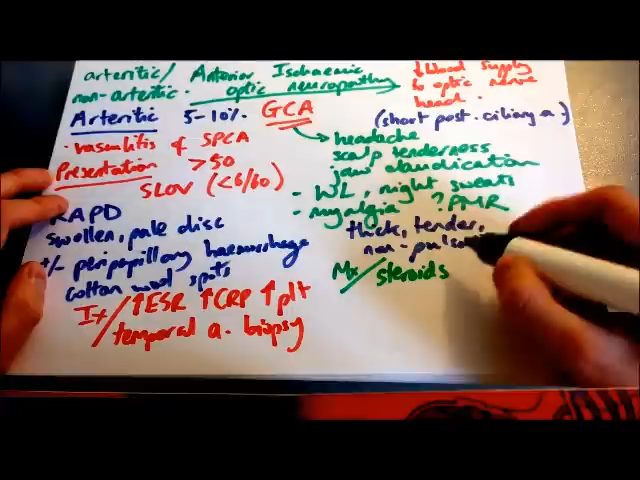 arteritic/
non-arteritic.
Anterior Ischaemic
optic neuropathy
↓blood supply
to optic nerve
head.
(short post. ciliary a)
Arteritic 5-10% GCA
· vasculitis of SPCA
Presentation >50
SLOV (<6/60)
RAPD
swollen, pale disc
+/- peripapillary haemorrhage
cotton wool spots
Ix/ ↑ESR ↑CRP ↑plt
temporal a. biopsy
→ headache
scalp tenderness
jaw claudication
- WL, night sweats
- myalgia ?PMR
thick, tender,
Mx/ steroids